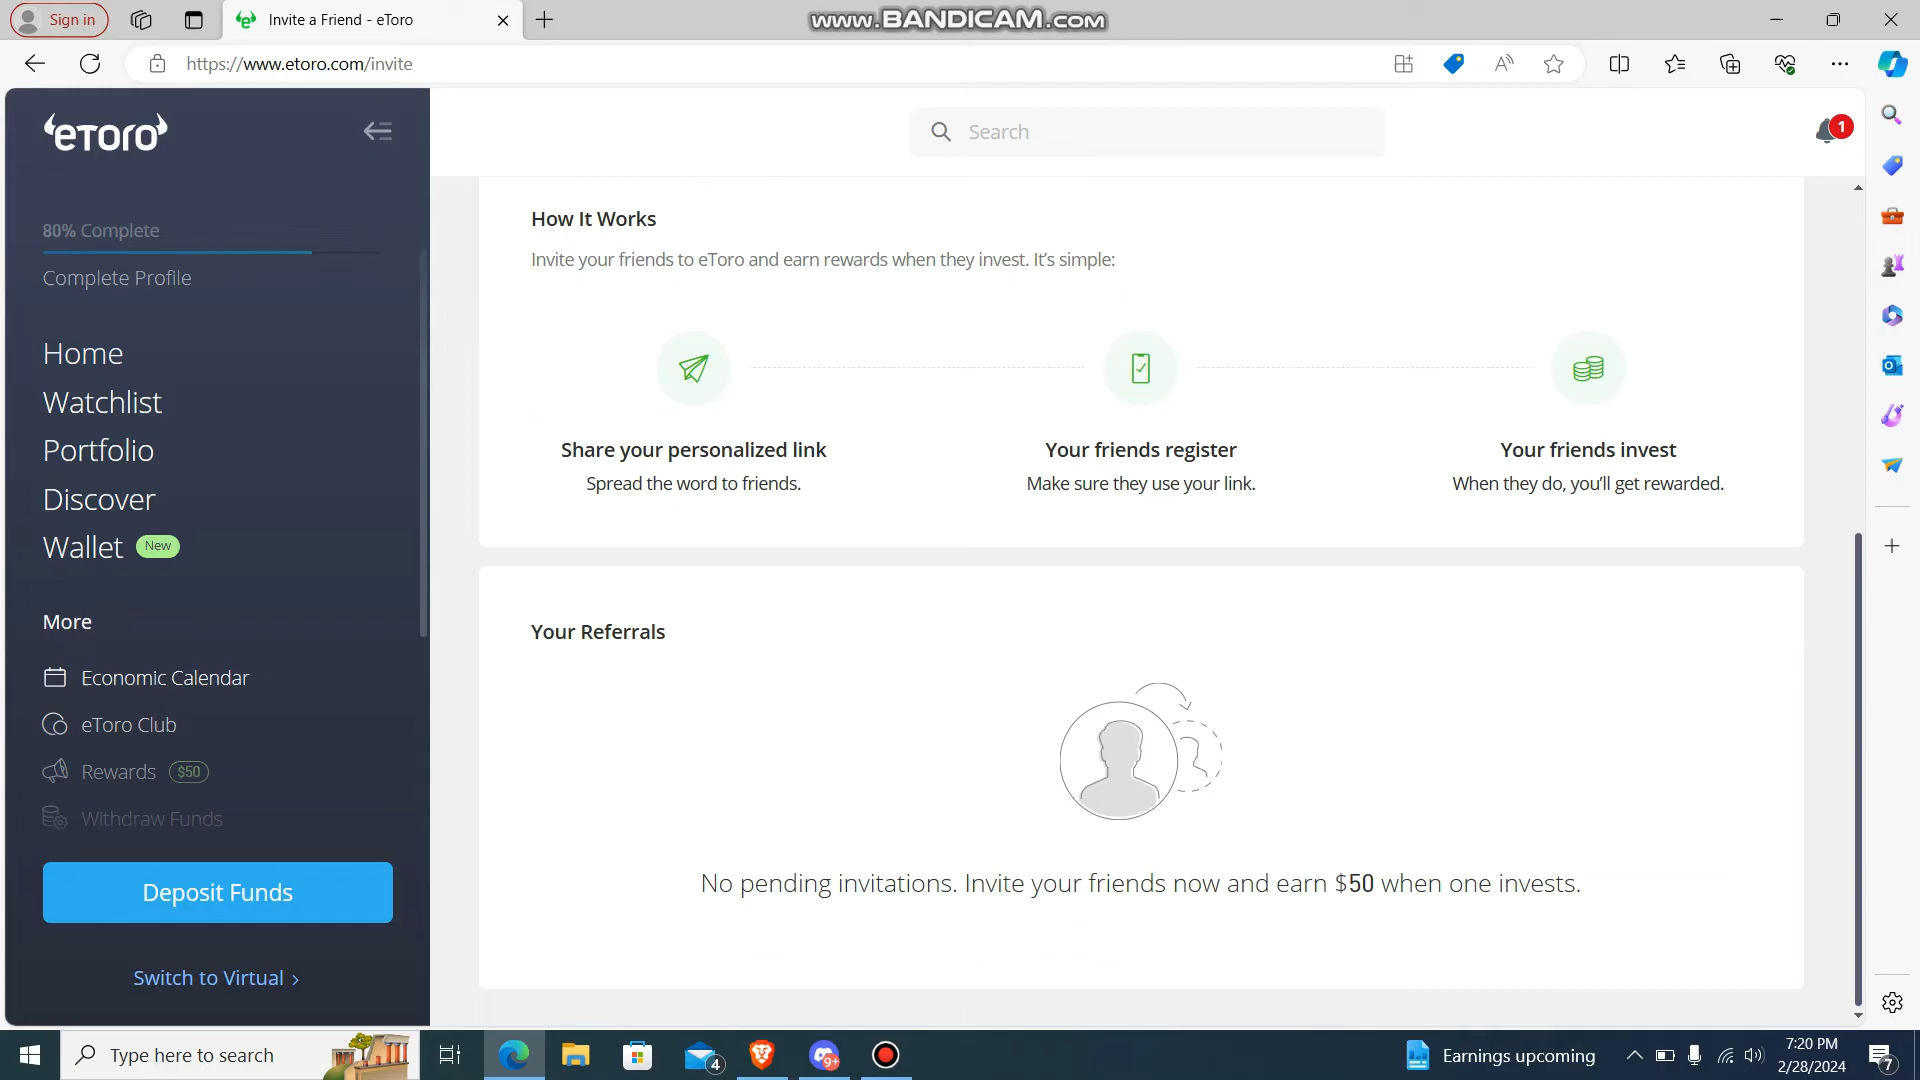 Sign in
Invite a Friend - eToro
www.BANDICAM.com
https://www.etoro.com/invite
eToro
Search
1
80% Complete
Complete Profile
Home
Watchlist
Portfolio
Discover
Wallet New
More
Economic Calendar
eToro Club
Rewards $50
Withdraw Funds
Deposit Funds
Switch to Virtual >
How It Works
Invite your friends to eToro and earn rewards when they invest. It's simple:
Share your personalized link
Spread the word to friends.
Your friends register
Make sure they use your link.
Your friends invest
When they do, you'll get rewarded.
Your Referrals
No pending invitations. Invite your friends now and earn $50 when one invests.
Type here to search
4
9+
Earnings upcoming
7:20 PM
2/28/2024
7